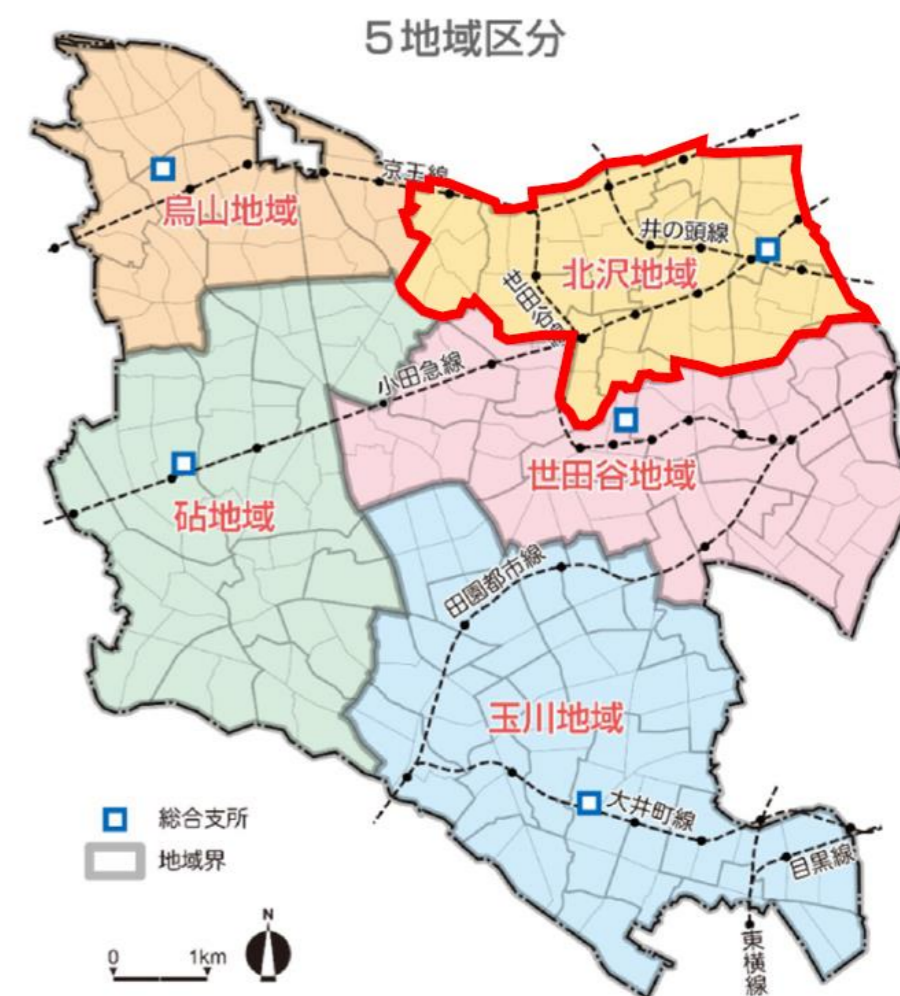 5地域区分
京王線
烏山地域
井の頭線
北沢地域
世田谷線
小田急線
世田谷地域
砧地域
田園都市線
玉川地域
大井町線
目黒線
東横線
総合支所
地域界
N
0 1km